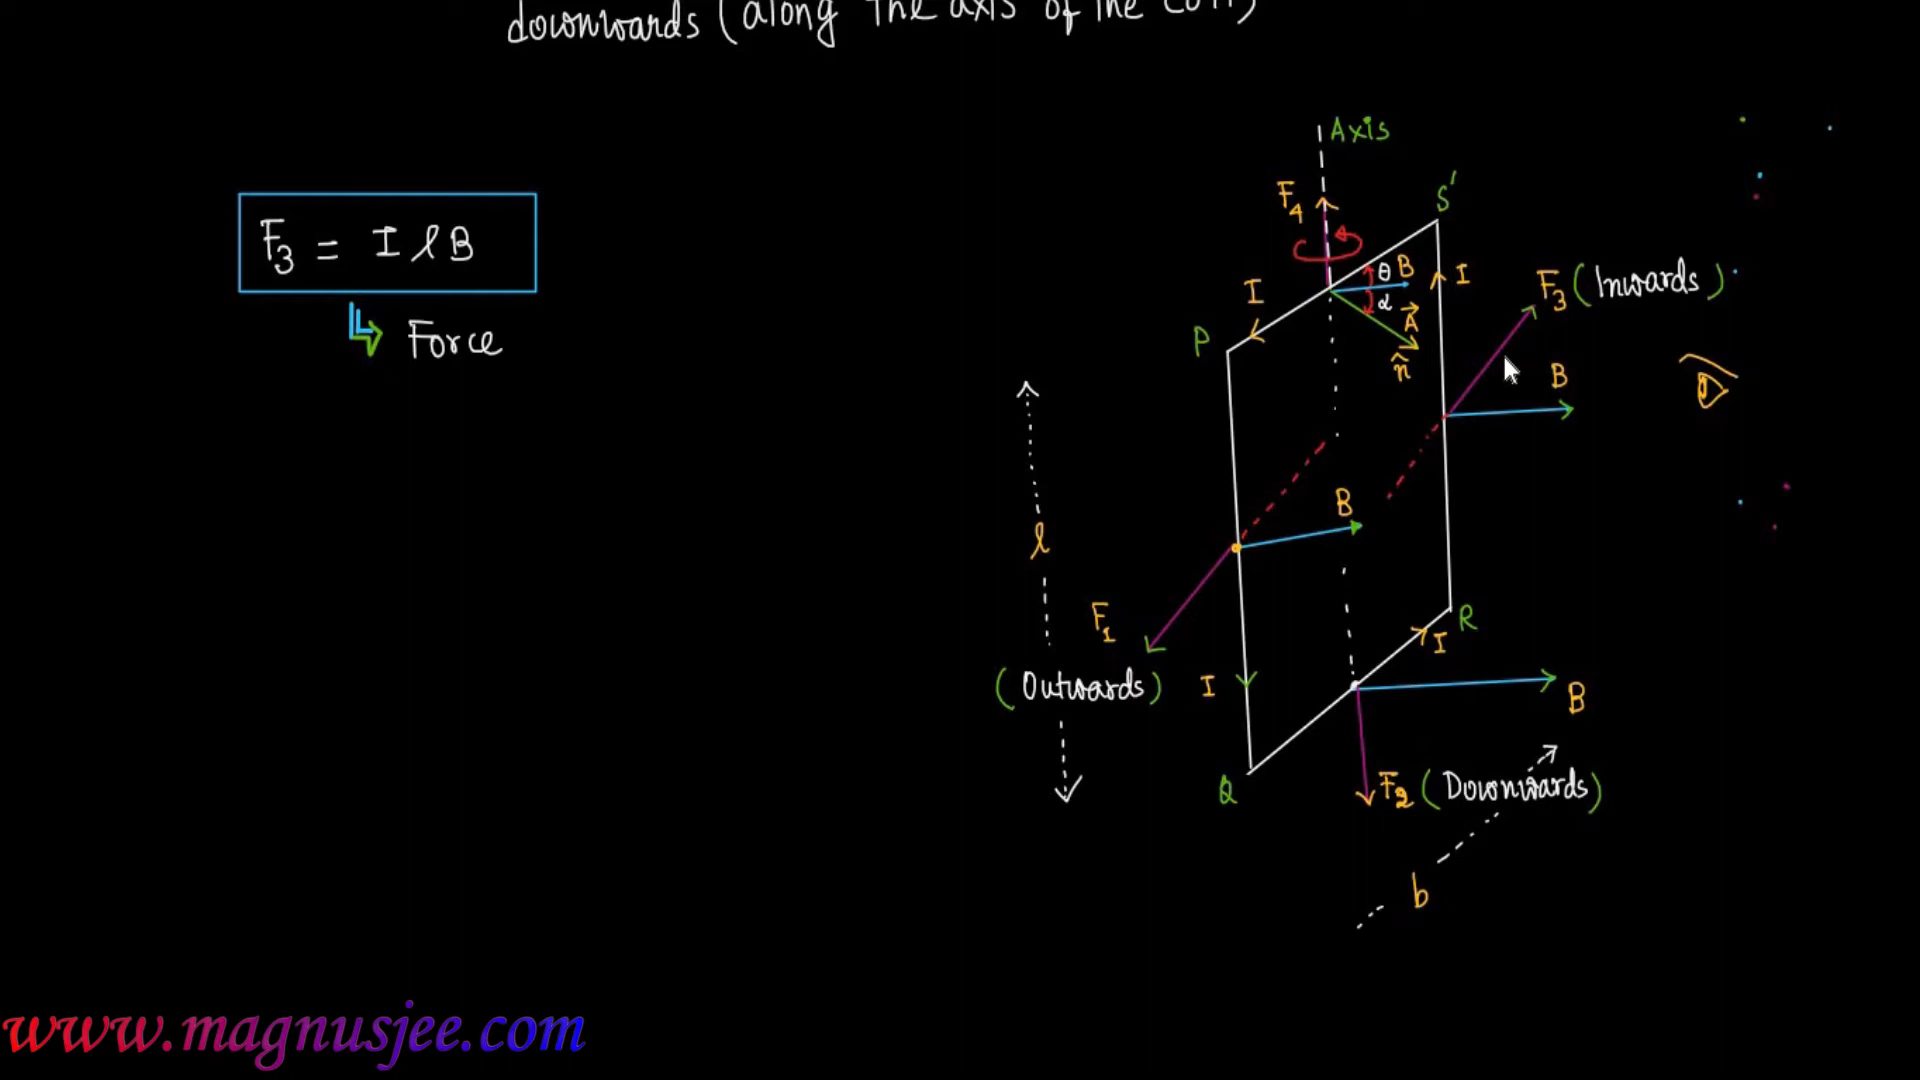 downwards (along the axis of the coil)
Axis
F₄
S'
F₃ = I l B
θ B
I
I
F₃ (Inwards)
α
A⃗
P
Force
n̂
B
B
l
F₁
R
I
(Outwards)
I
B
Q
F₂ (Downwards)
b
www.magnusjee.com